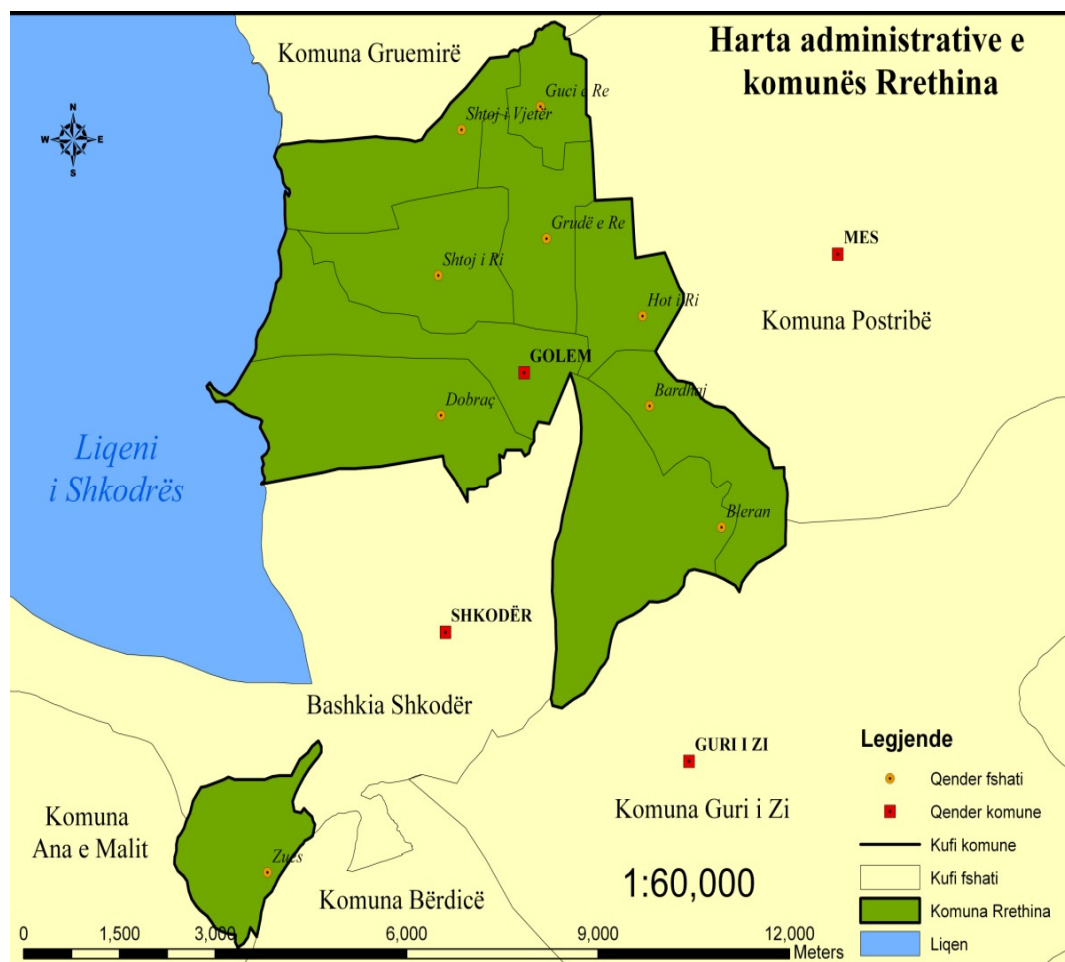 Harta administrative e
komunës Rrethina
Komuna Gruemirë
N
W
E
S
Guci e Re
Shtoj i Vjetër
Grudë e Re
Shtoj i Ri
MES
Hot i Ri
Komuna Postribë
GOLEM
Dobraç
Bardhaj
Liqeni
i Shkodrës
Bleran
SHKODËR
Bashkia Shkodër
GURI I ZI
Komuna Guri i Zi
Komuna
Ana e Malit
Zues
Komuna Bërdicë
1:60,000
Legjende
Qender fshati
Qender komune
Kufi komune
Kufi fshati
Komuna Rrethina
Liqen
0 1,500 3,000 6,000 9,000 12,000
Meters